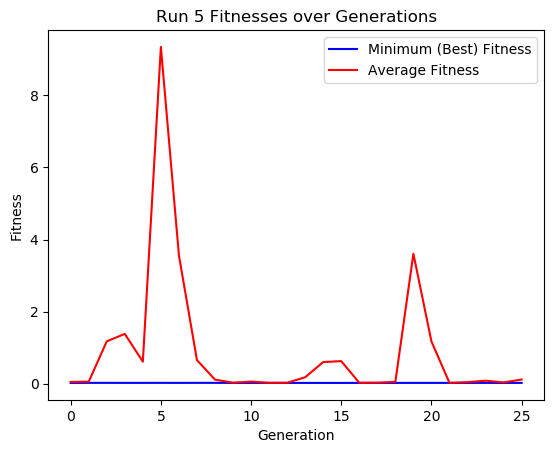 Run 5 Fitnesses over Generations
Minimum (Best) Fitness
Average Fitness
Fitness
8
6
4
2
0
0 5 10 15 20 25
Generation